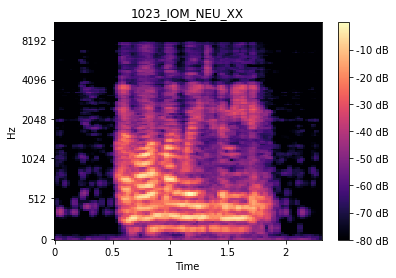 1023_IOM_NEU_XX
8192
4096
2048
1024
512
0
Hz
0
0.5
1
1.5
2
Time
-10 dB
-20 dB
-30 dB
-40 dB
-50 dB
-60 dB
-70 dB
-80 dB